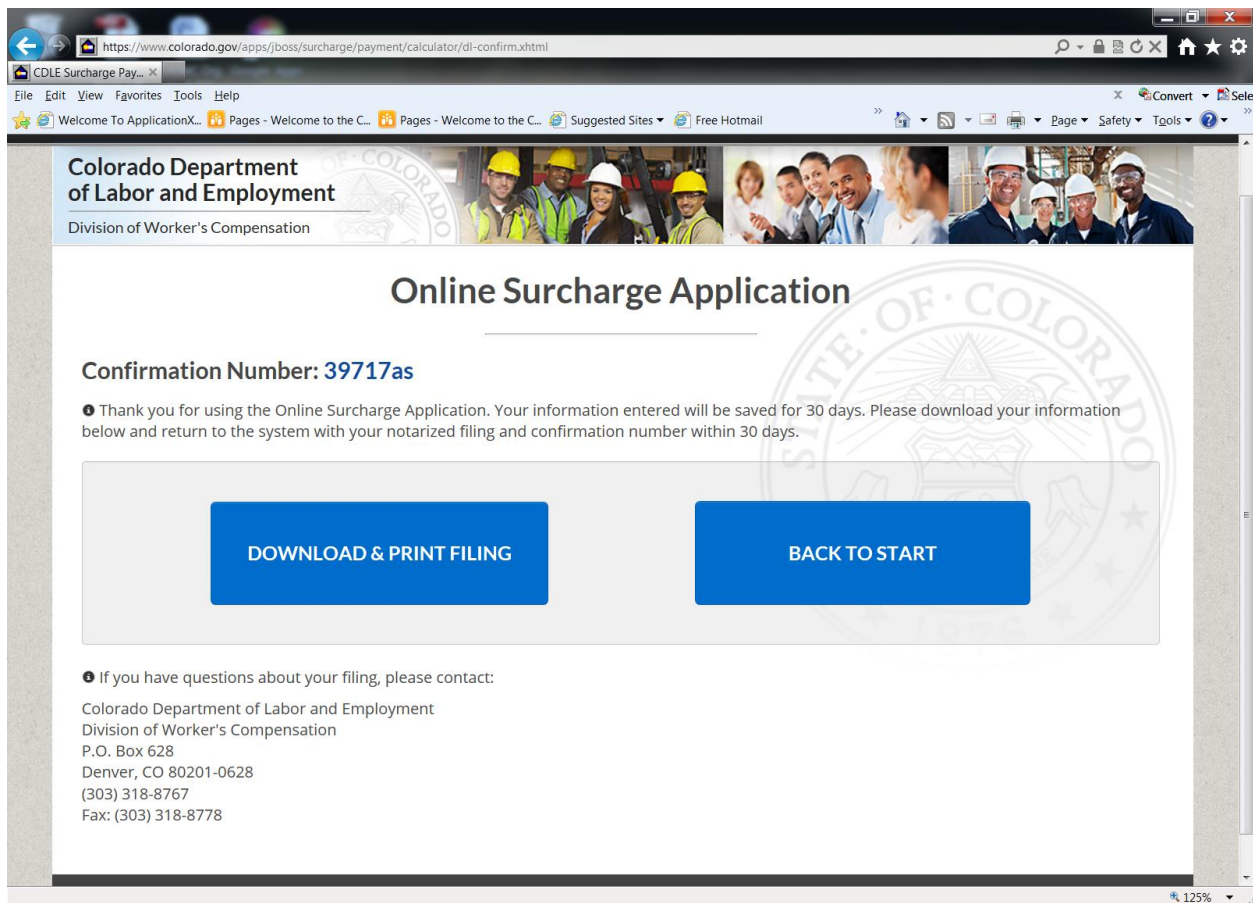 https://www.colorado.gov/apps/jboss/surcharge/payment/calculator/dl-confirm.xhtml
CDLE Surcharge Pay...
File Edit View Favorites Tools Help
Convert
Sele
Welcome To ApplicationX... Pages - Welcome to the C... Pages - Welcome to the C... Suggested Sites Free Hotmail
Page Safety Tools
Colorado Department
of Labor and Employment
Division of Worker's Compensation
Online Surcharge Application
Confirmation Number: 39717as
Thank you for using the Online Surcharge Application. Your information entered will be saved for 30 days. Please download your information
below and return to the system with your notarized filing and confirmation number within 30 days.
DOWNLOAD & PRINT FILING
BACK TO START
If you have questions about your filing, please contact:
Colorado Department of Labor and Employment
Division of Worker's Compensation
P.O. Box 628
Denver, CO 80201-0628
(303) 318-8767
Fax: (303) 318-8778
STATE OF COLORADO
1876
125%